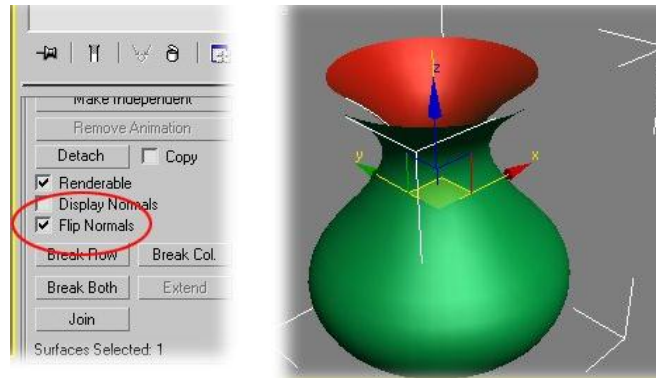 Make Independent
Remove Animation
Detach Copy
Renderable
Display Normals
Flip Normals
Break Row Break Col.
Break Both Extend
Join
Surfaces Selected: 1
z
y x